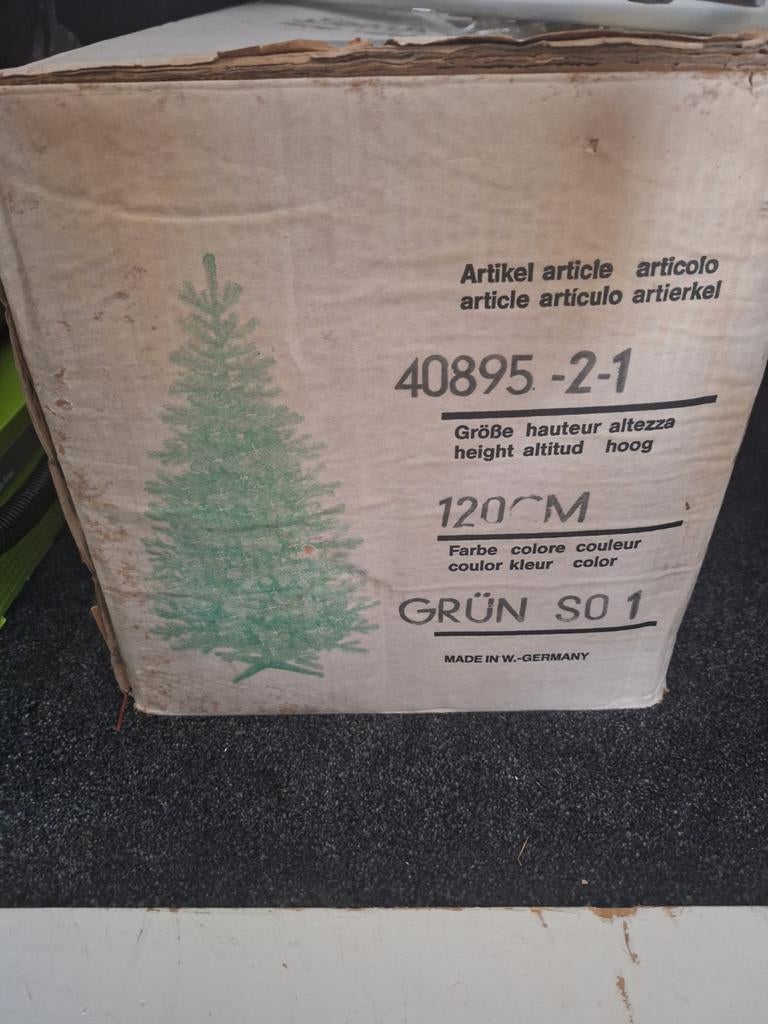 Artikel article articolo
article artículo artierkel
40895 -2-1
Größe hauteur altezza
height altitud hoog
120CM
Farbe colore couleur
coulor kleur color
GRÜN SO 1
MADE IN W.-GERMANY